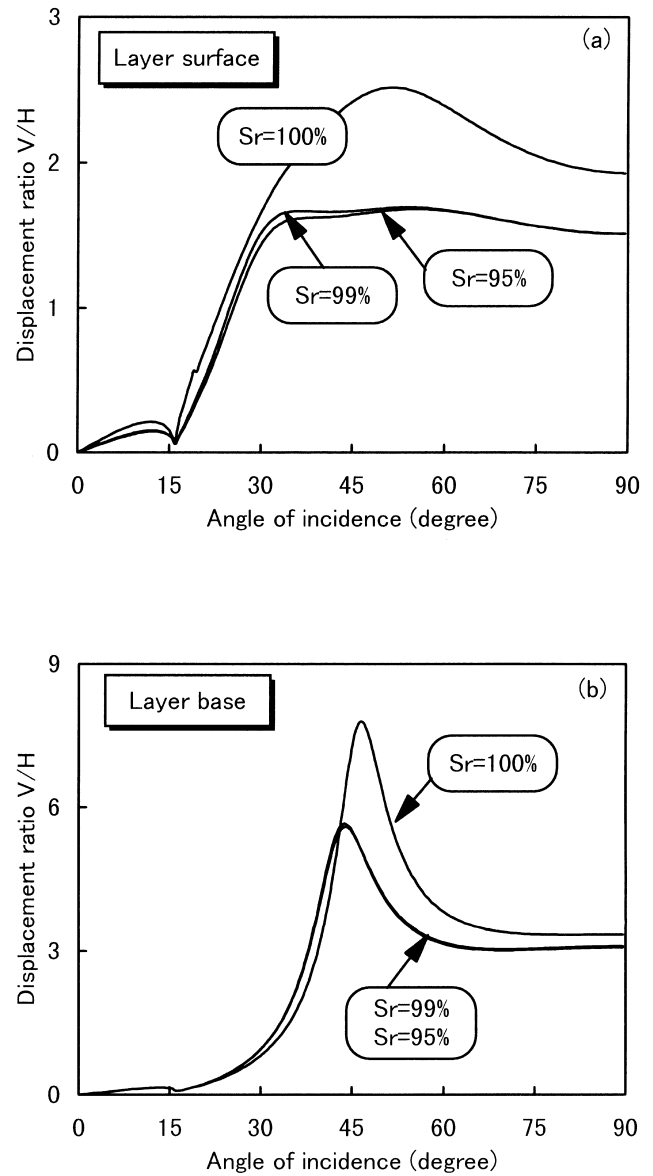 3
(a)
Layer surface
Sr=100%
2
Sr=99%
Sr=95%
1
0
Displacement ratio V/H
0 15 30 45 60 75 90
Angle of incidence (degree)
9
(b)
Layer base
Sr=100%
6
3
Sr=99%
Sr=95%
0
Displacement ratio V/H
0 15 30 45 60 75 90
Angle of incidence (degree)